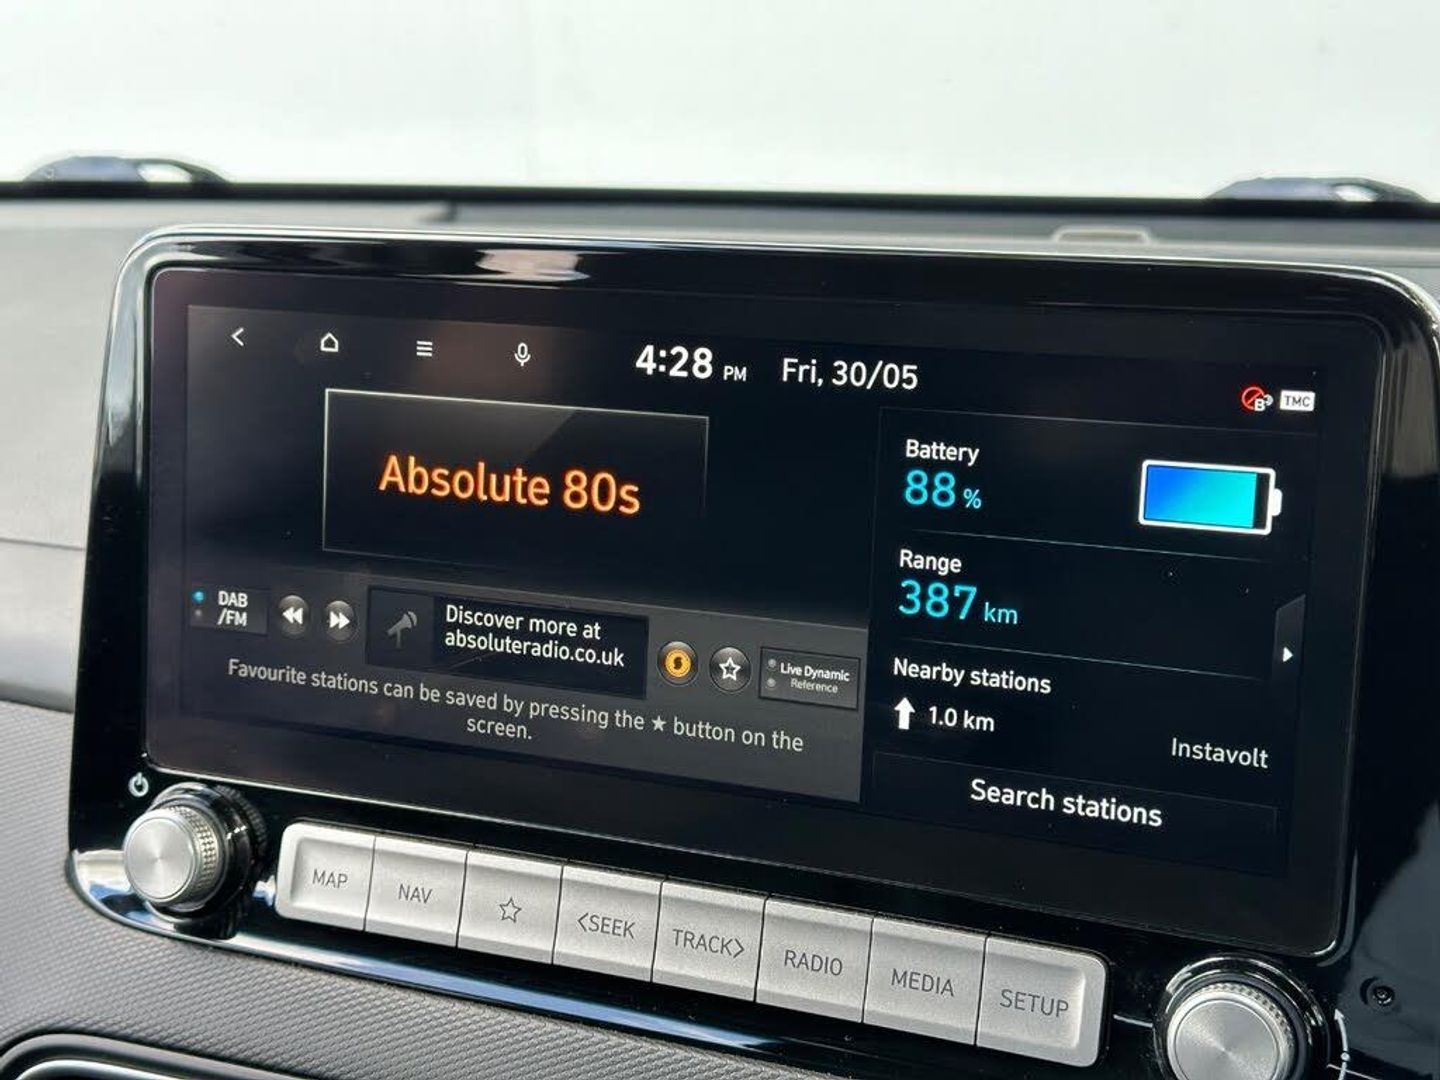 4:28 PM Fri, 30/05
TMC
Absolute 80s
DAB
/FM
Discover more at
absoluteradio.co.uk
Live Dynamic
Reference
Favourite stations can be saved by pressing the ★ button on the
screen.
Battery
88 %
Range
387 km
Nearby stations
1.0 km
Instavolt
Search stations
MAP
NAV
☆
<SEEK
TRACK>
RADIO
MEDIA
SETUP